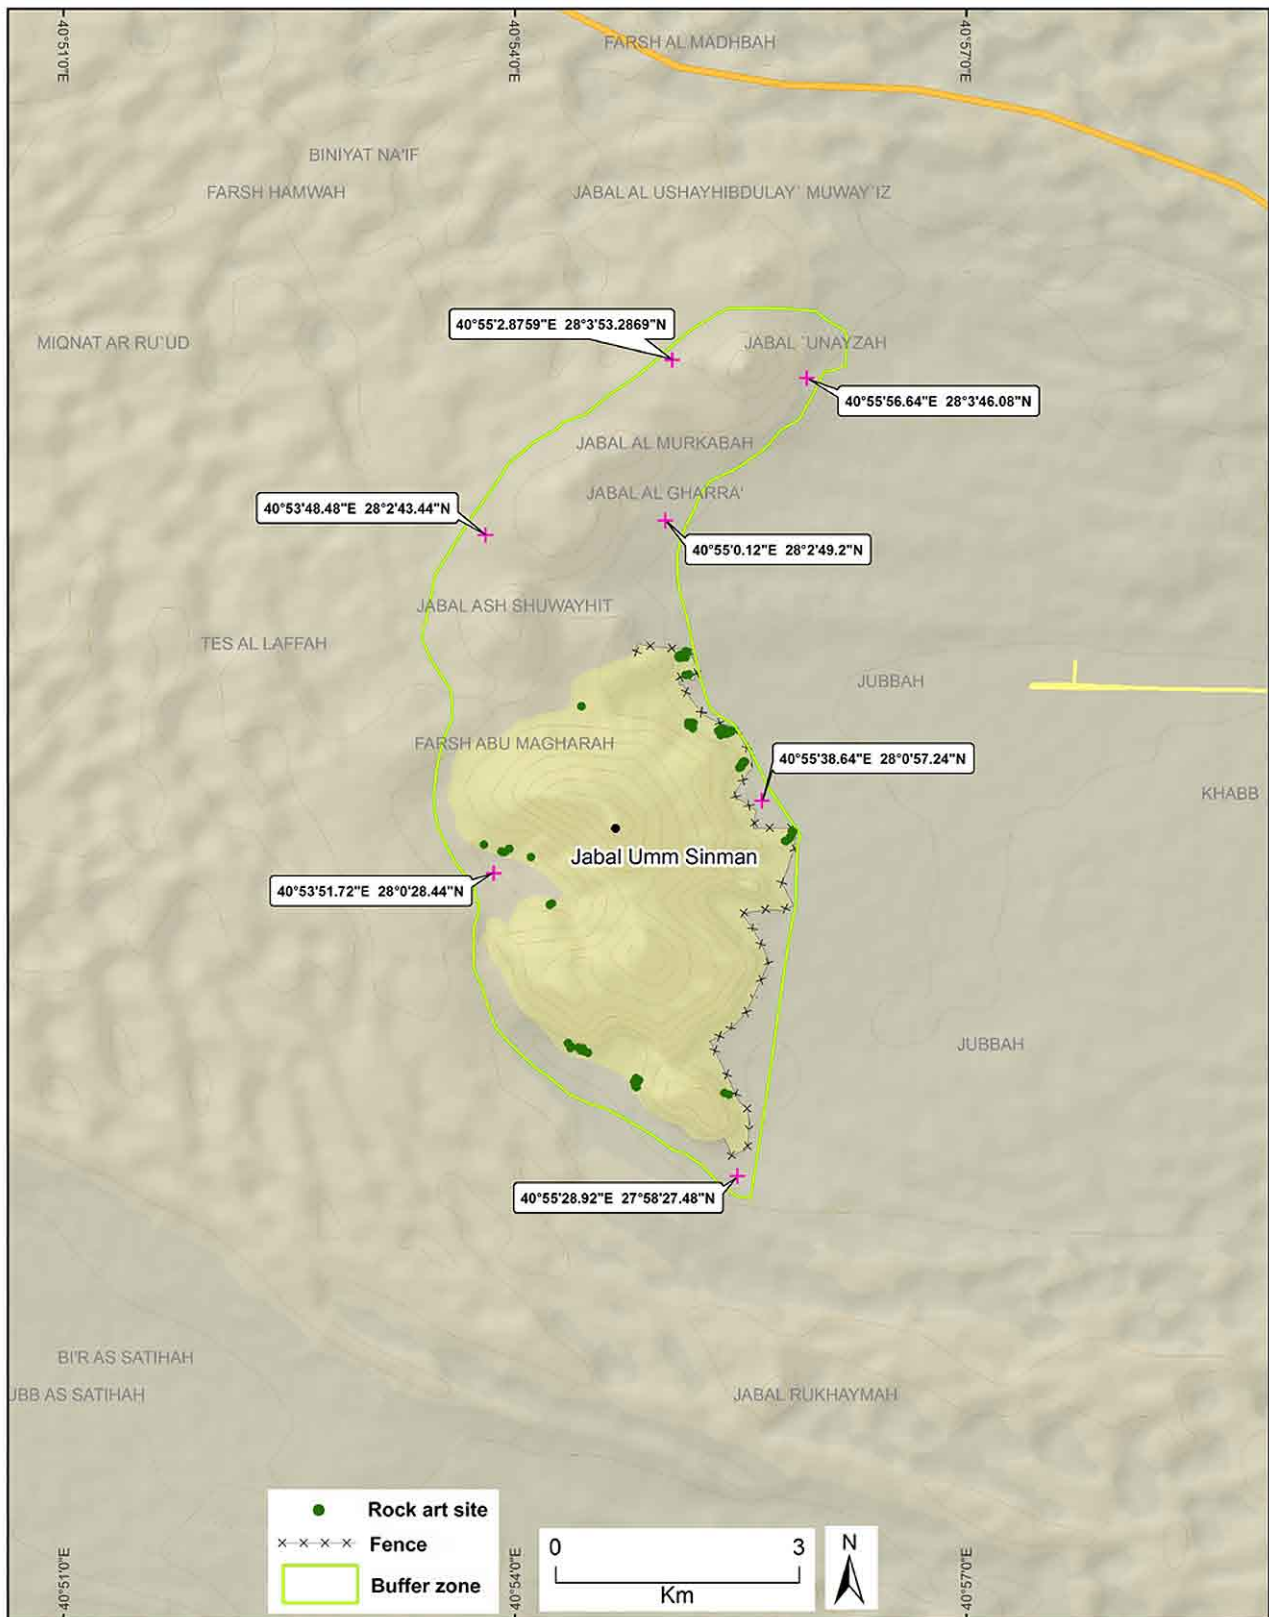 40°51'0"E
40°54'0"E
40°57'0"E
FARSH AL MADHBAH
BINIYAT NA'IF
FARSH HAMWAH
JABAL AL USHAYHIBDULAY` MUWAY`IZ
40°55'2.8759"E 28°3'53.2869"N
MIQNAT AR RU`UD
JABAL `UNAYZAH
40°55'56.64"E 28°3'46.08"N
JABAL AL MURKABAH
JABAL AL GHARRA'
40°53'48.48"E 28°2'43.44"N
40°55'0.12"E 28°2'49.2"N
JABAL ASH SHUWAYHIT
TES AL LAFFAH
JUBBAH
FARSH ABU MAGHARAH
40°55'38.64"E 28°0'57.24"N
KHABB
Jabal Umm Sinman
40°53'51.72"E 28°0'28.44"N
JUBBAH
40°55'28.92"E 27°58'27.48"N
BI'R AS SATIHAH
UBB AS SATIHAH
JABAL RUKHAYMAH
Rock art site
Fence
Buffer zone
0 3
Km
N
40°51'0"E
40°54'0"E
40°57'0"E